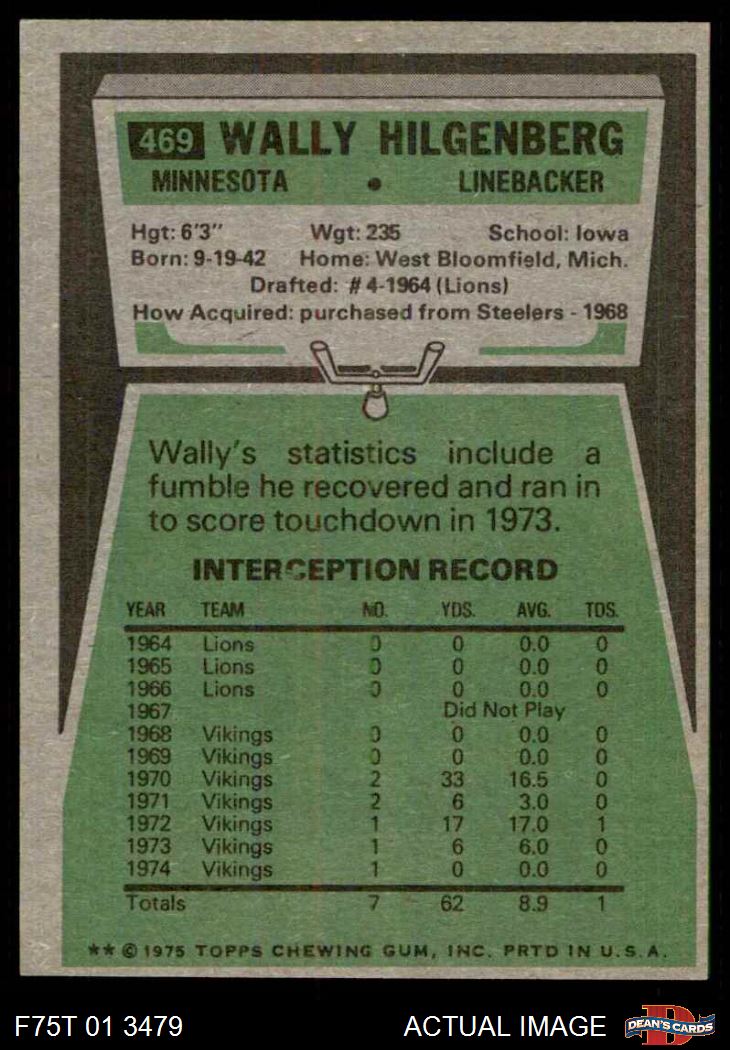 469 WALLY HILGENBERG
MINNESOTA • LINEBACKER
Hgt: 6'3" Wgt: 235 School: Iowa
Born: 9-19-42 Home: West Bloomfield, Mich.
Drafted: #4-1964 (Lions)
How Acquired: purchased from Steelers - 1968
Wally's statistics include a
fumble he recovered and ran in
to score touchdown in 1973.
INTERCEPTION RECORD
YEAR TEAM NO. YDS. AVG. TDS.
1964 Lions 0 0 0.0 0
1965 Lions 0 0 0.0 0
1966 Lions 0 0 0.0 0
1967 Did Not Play
1968 Vikings 0 0 0.0 0
1969 Vikings 0 0 0.0 0
1970 Vikings 2 33 16.5 0
1971 Vikings 2 6 3.0 0
1972 Vikings 1 17 17.0 1
1973 Vikings 1 6 6.0 0
1974 Vikings 1 0 0.0 0
Totals 7 62 8.9 1
** © 1975 TOPPS CHEWING GUM, INC. PRTD IN U.S.A.
F75T 01 3479 ACTUAL IMAGE D DEAN'S CARDS